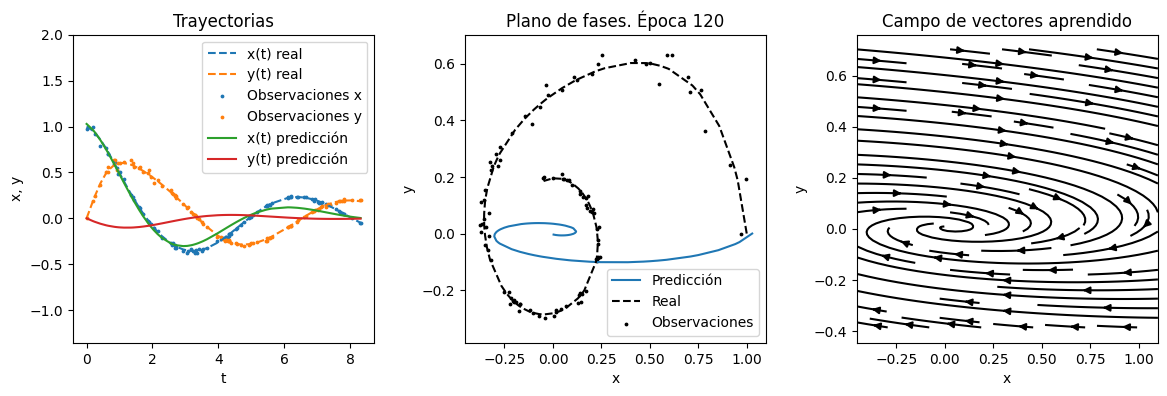 Trayectorias
x, y
2.0
1.5
1.0
0.5
0.0
−0.5
−1.0
x(t) real
y(t) real
Observaciones x
Observaciones y
x(t) predicción
y(t) predicción
0
2
4
6
8
t
Plano de fases. Época 120
y
0.6
0.4
0.2
0.0
−0.2
Predicción
Real
Observaciones
−0.25
0.00
0.25
0.50
0.75
1.00
x
Campo de vectores aprendido
y
0.6
0.4
0.2
0.0
−0.2
−0.4
−0.25
0.00
0.25
0.50
0.75
1.00
x